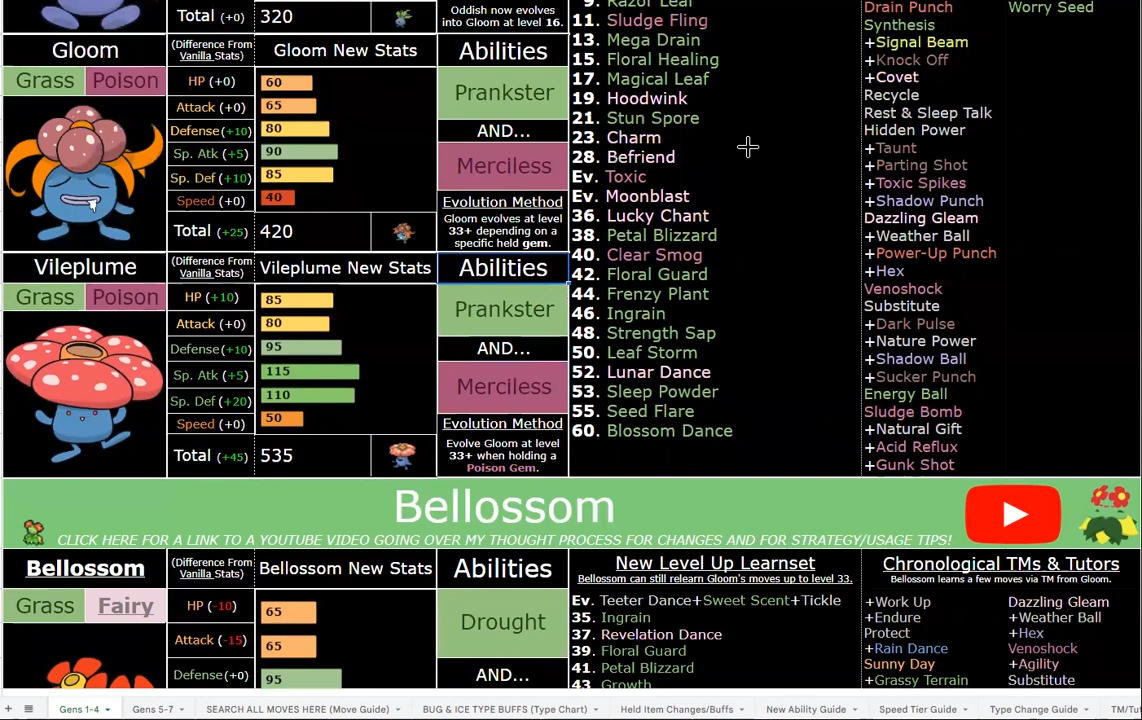 Total (+0) 320
Oddish now evolves
into Gloom at level 16.
Gloom
(Difference From
Vanilla Stats)
Gloom New Stats
Abilities
Grass Poison
HP (+0) 60
Attack (+0) 65
Defense (+10) 80
Sp. Atk (+5) 90
Sp. Def (+10) 85
Speed (+0) 40
Total (+25) 420
Prankster
AND...
Merciless
Evolution Method
Gloom evolves at level
33+ depending on a
specific held gem.
Vileplume
(Difference From
Vanilla Stats)
Vileplume New Stats
Abilities
Grass Poison
HP (+10) 85
Attack (+0) 80
Defense (+10) 95
Sp. Atk (+5) 115
Sp. Def (+20) 110
Speed (+0) 50
Total (+45) 535
Prankster
AND...
Merciless
Evolution Method
Evolve Gloom at level
33+ when holding a
Poison Gem.
9. Razor Leaf
11. Sludge Fling
13. Mega Drain
15. Floral Healing
17. Magical Leaf
19. Hoodwink
21. Stun Spore
23. Charm
28. Befriend
Ev. Toxic
Ev. Moonblast
36. Lucky Chant
38. Petal Blizzard
40. Clear Smog
42. Floral Guard
44. Frenzy Plant
46. Ingrain
48. Strength Sap
50. Leaf Storm
52. Lunar Dance
53. Sleep Powder
55. Seed Flare
60. Blossom Dance
Drain Punch
Synthesis
+Signal Beam
+Knock Off
+Covet
Recycle
Rest & Sleep Talk
Hidden Power
+Taunt
+Parting Shot
+Toxic Spikes
+Shadow Punch
Dazzling Gleam
+Weather Ball
+Power-Up Punch
+Hex
Venoshock
Substitute
+Dark Pulse
+Nature Power
+Shadow Ball
+Sucker Punch
Energy Ball
Sludge Bomb
+Natural Gift
+Acid Reflux
+Gunk Shot
Worry Seed
Bellossom
CLICK HERE FOR A LINK TO A YOUTUBE VIDEO GOING OVER MY THOUGHT PROCESS FOR CHANGES AND FOR STRATEGY/USAGE TIPS!
Bellossom
(Difference From
Vanilla Stats)
Bellossom New Stats
Abilities
Grass Fairy
HP (-10) 65
Attack (-15) 65
Defense (+0) 95
Drought
AND...
New Level Up Learnset
Bellossom can still relearn Gloom's moves up to level 33.
Ev. Teeter Dance+Sweet Scent+Tickle
35. Ingrain
37. Revelation Dance
39. Floral Guard
41. Petal Blizzard
43. Growth
Chronological TMs & Tutors
Bellossom learns a few moves via TM from Gloom.
+Work Up
+Endure
Protect
+Rain Dance
Sunny Day
+Grassy Terrain
Dazzling Gleam
+Weather Ball
+Hex
Venoshock
+Agility
Substitute
+ Gens 1-4 Gens 5-7 SEARCH ALL MOVES HERE (Move Guide) BUG & ICE TYPE BUFFS (Type Chart) Held Item Changes/Buffs New Ability Guide Speed Tier Guide Type Change Guide TM/Tu